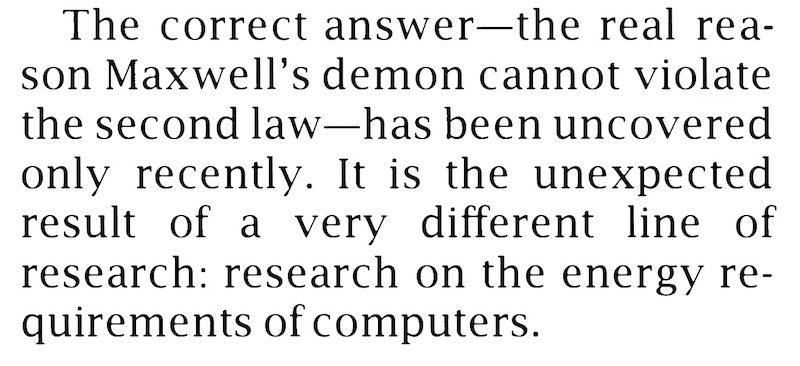 The correct answer—the real rea-
son Maxwell's demon cannot violate
the second law—has been uncovered
only recently. It is the unexpected
result of a very different line of
research: research on the energy re-
quirements of computers.